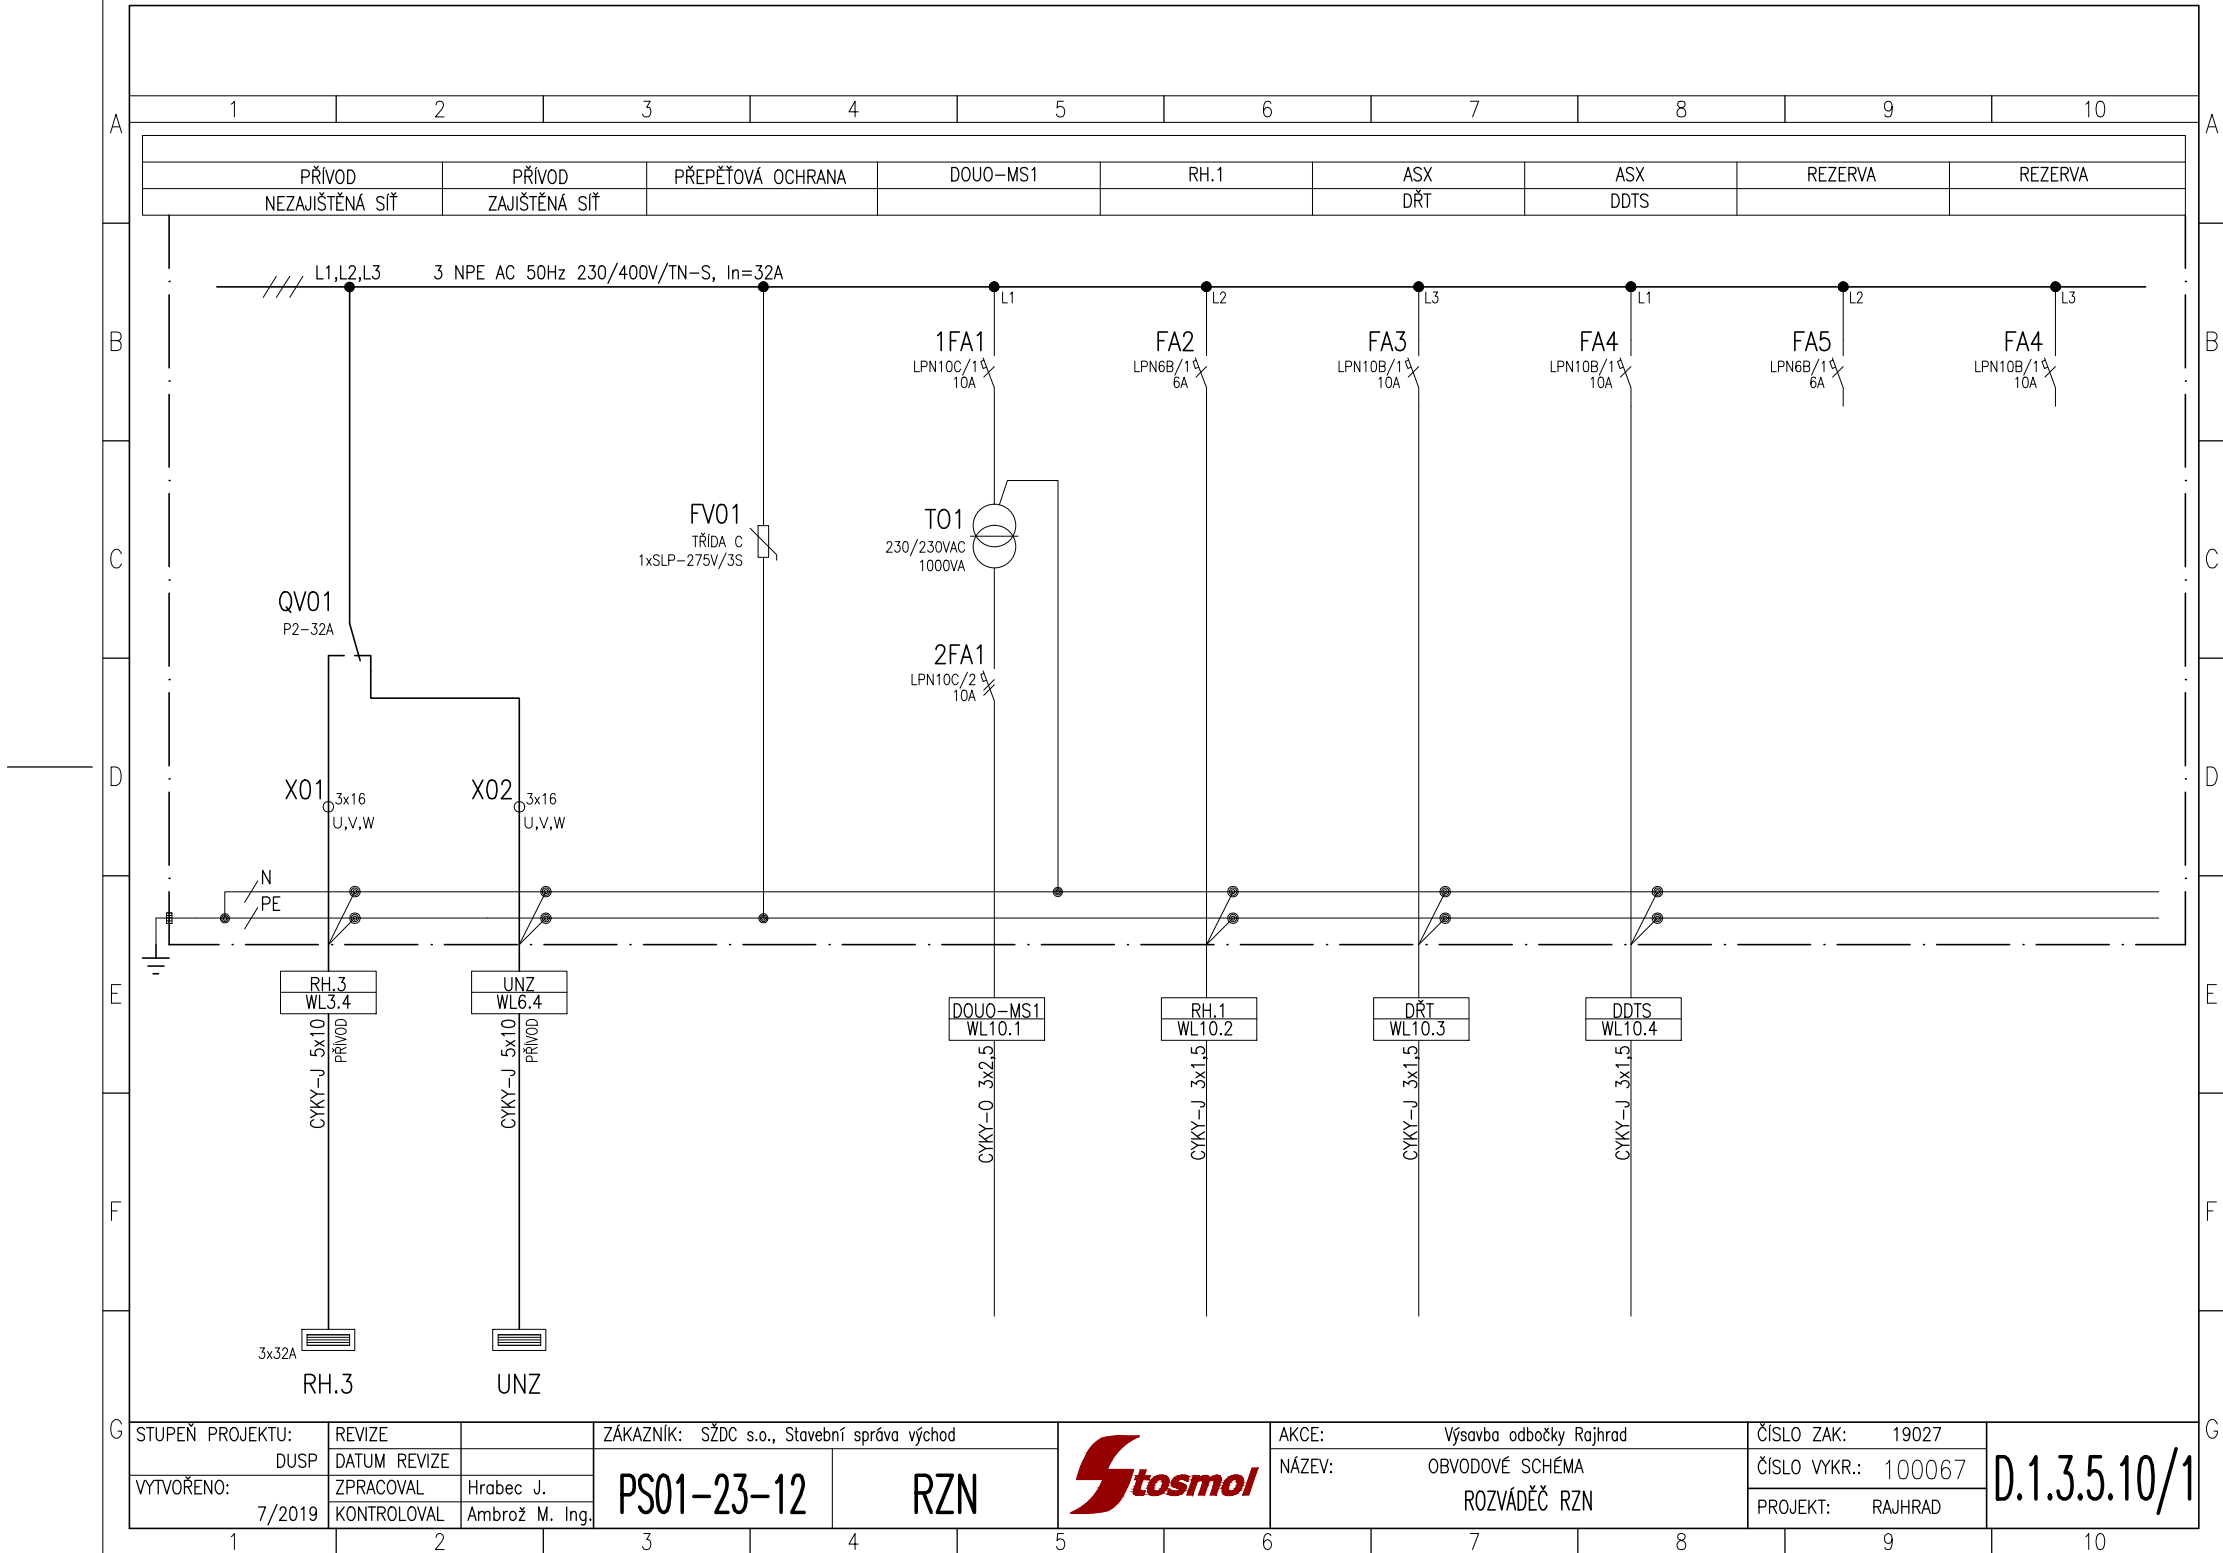 1 2 3 4 5 6 7 8 9 10
A A
PŘÍVOD PŘÍVOD PŘEPĚŤOVÁ OCHRANA DOUO-MS1 RH.1 ASX ASX REZERVA REZERVA
NEZAJIŠTĚNÁ SÍŤ ZAJIŠTĚNÁ SÍŤ DŘT DDTS
L1,L2,L3 3 NPE AC 50Hz 230/400V/TN-S, In=32A
L1 L2 L3 L1 L2 L3
B B
1FA1 FA2 FA3 FA4 FA5 FA4
LPN10C/1 LPN6B/1 LPN10B/1 LPN10B/1 LPN6B/1 LPN10B/1
10A 6A 10A 10A 6A 10A
FV01
TŘÍDA C
1xSLP-275V/3S
T01
230/230VAC
1000VA
C C
QV01
P2-32A
2FA1
LPN10C/2
10A
D D
X01 3x16
U,V,W
X02 3x16
U,V,W
N
PE
E E
RH.3
WL3.4
UNZ
WL6.4
DOUO-MS1
WL10.1
RH.1
WL10.2
DŘT
WL10.3
DDTS
WL10.4
CYKY-J 5x10
PŘÍVOD
CYKY-J 5x10
PŘÍVOD
CYKY-O 3x2,5
CYKY-J 3x1,5
CYKY-J 3x1,5
CYKY-J 3x1,5
F F
3x32A
RH.3 UNZ
G G
STUPEŇ PROJEKTU:
DUSP
VYTVOŘENO:
7/2019
REVIZE
DATUM REVIZE
ZPRACOVAL Hrabec J.
KONTROLOVAL Ambrož M. Ing.
ZÁKAZNÍK: SŽDC s.o., Stavební správa východ
PS01-23-12 RZN
Stosmol
AKCE: Výsavba odbočky Rajhrad
NÁZEV: OBVODOVÉ SCHÉMA
ROZVÁDĚČ RZN
ČÍSLO ZAK: 19027
ČÍSLO VYKR.: 100067
PROJEKT: RAJHRAD
D.1.3.5.10/1
1 2 3 4 5 6 7 8 9 10